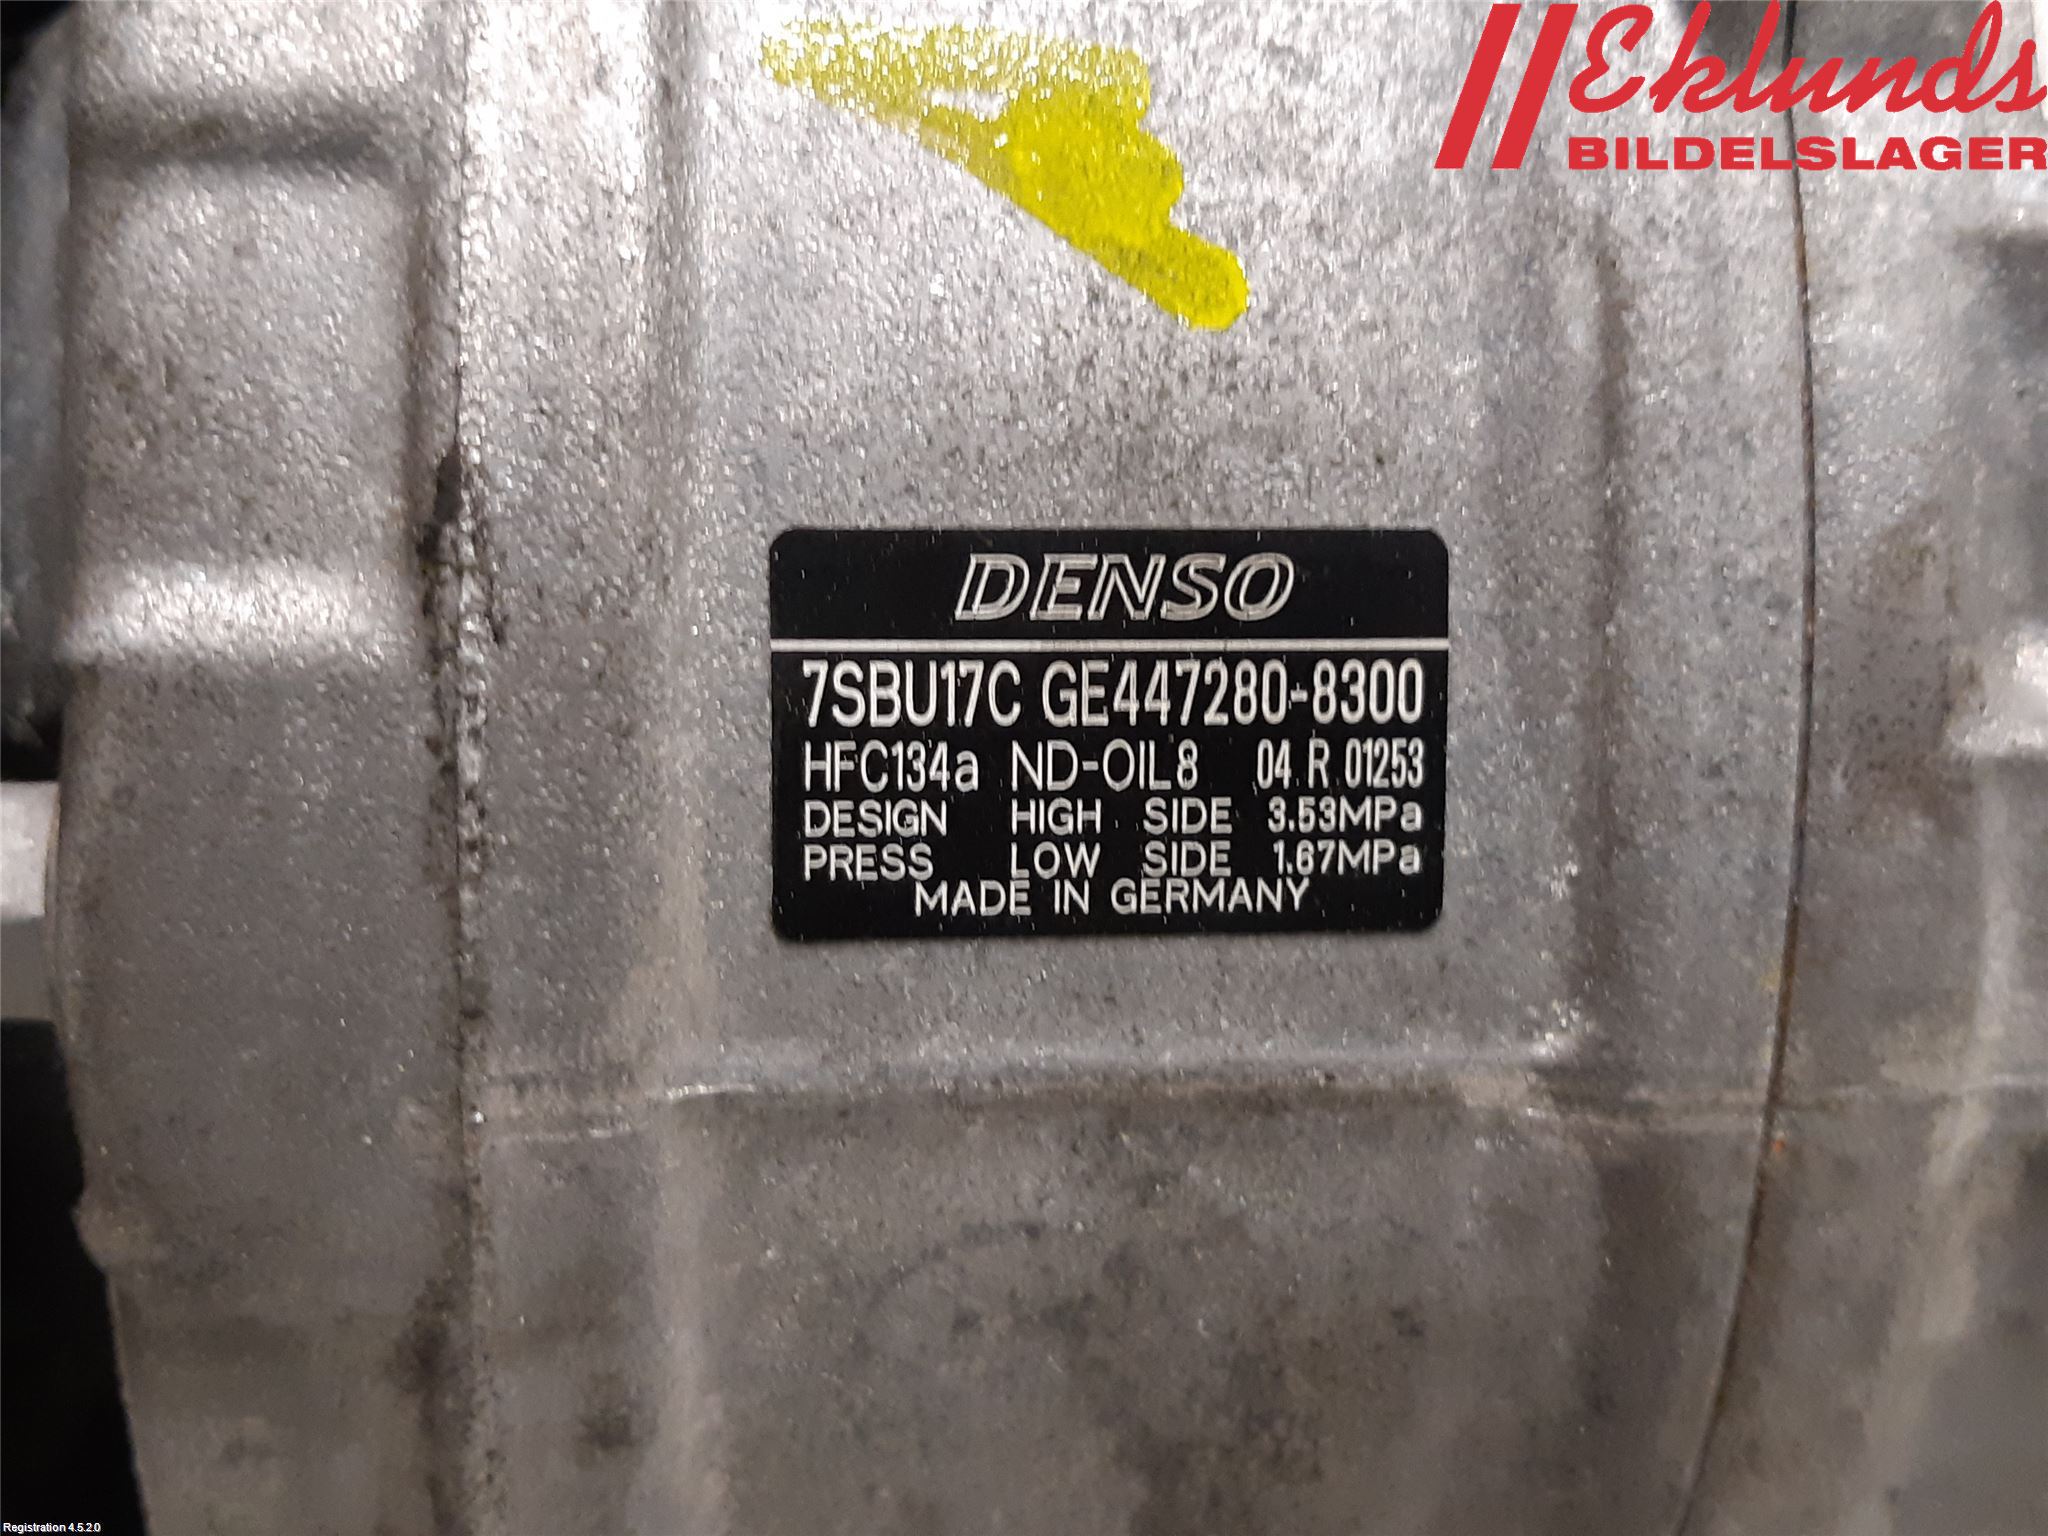 Eklunds
BILDELSLAGER
DENSO
7SBU17C GE447280-8300
HFC134a ND-OIL8 04 R 01253
DESIGN HIGH SIDE 3.53MPa
PRESS LOW SIDE 1.67MPa
MADE IN GERMANY
Registration 4.5.2.0